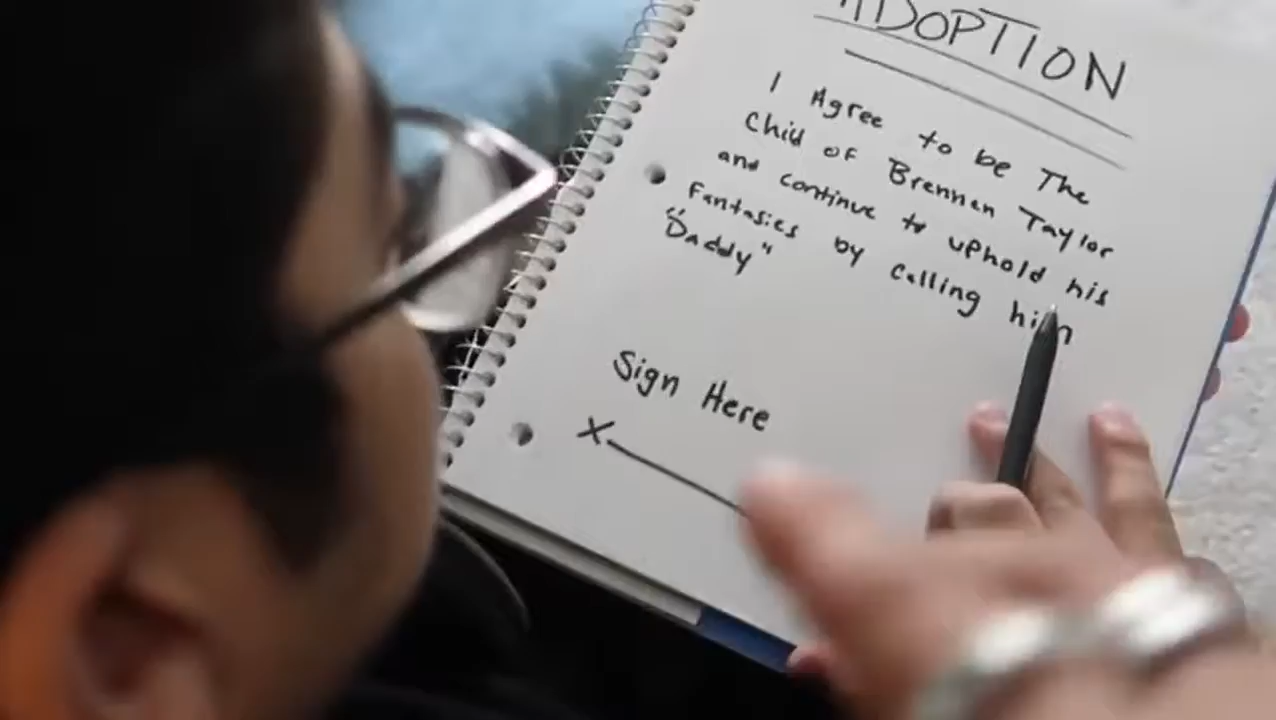 ADOPTION
I Agree to be The
Child of Brennen Taylor
and continue to uphold his
Fantasies by calling him
"Daddy"
Sign Here
X